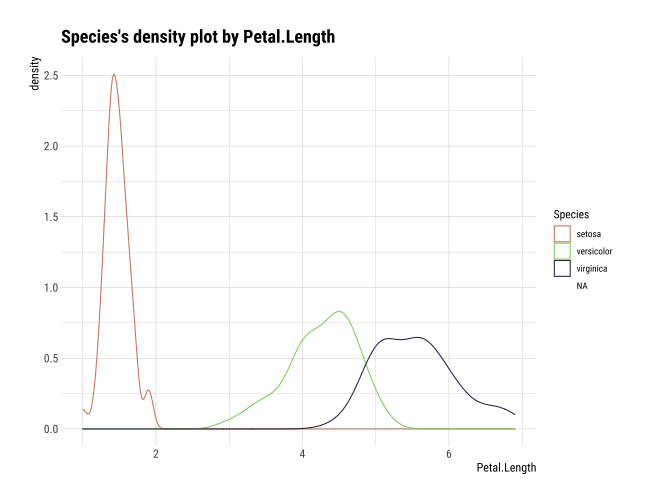 Species's density plot by Petal.Length
density
2.5
2.0
1.5
1.0
0.5
0.0
2 4 6
Petal.Length
Species
setosa
versicolor
virginica
NA